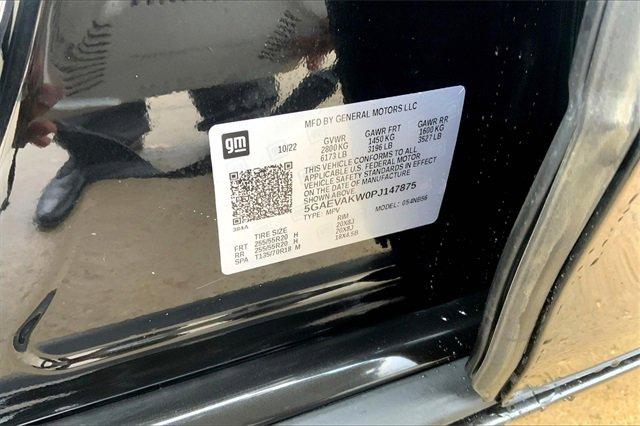 MFD BY GENERAL MOTORS LLC
gm
10/22
GVWR GAWR FRT GAWR RR
2800 KG 1450 KG 1600 KG
6173 LB 3196 LB 3527 LB
THIS VEHICLE CONFORMS TO ALL
APPLICABLE U.S. FEDERAL MOTOR
VEHICLE SAFETY STANDARDS IN EFFECT
ON THE DATE OF MANUFACTURE
SHOWN ABOVE
5GAEVAKW0PJ147875
TYPE: MPV MODEL:
TIRE SIZE RIM
FRT 255/55R20 H 20X8J
RR 255/55R20 H 20X8J
SPA T135/70R18 M 18X4.5B